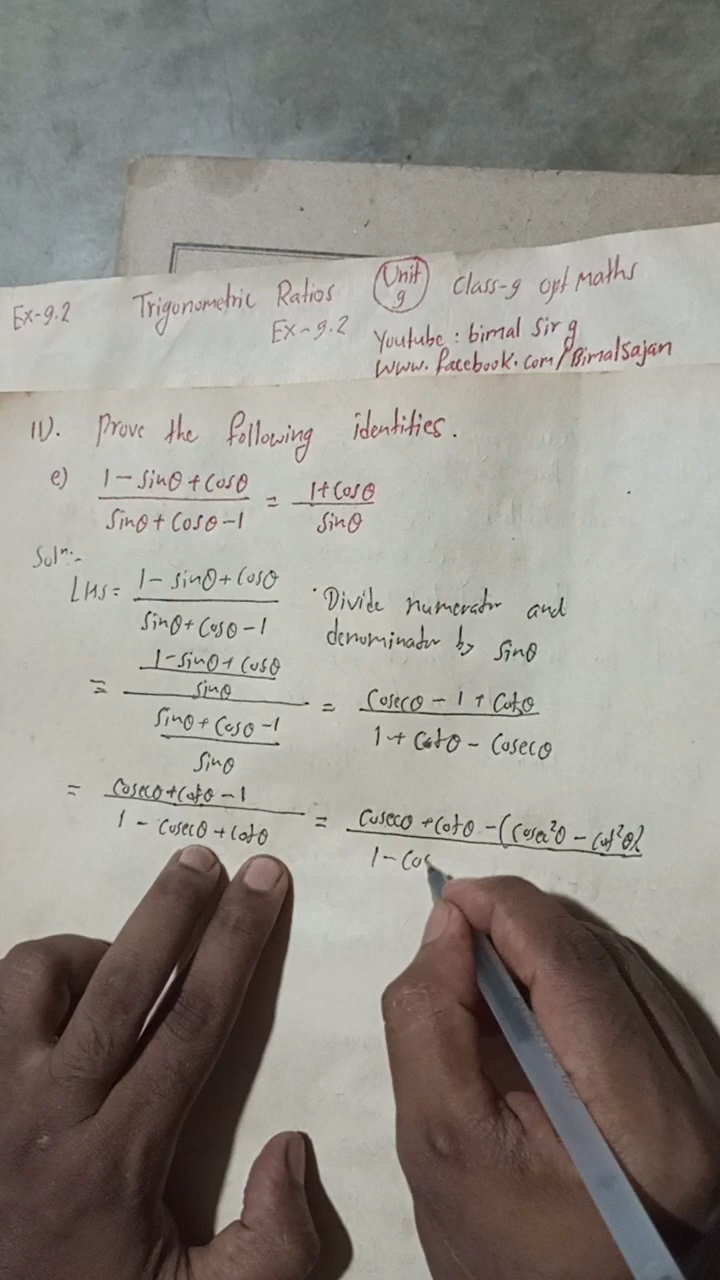 Ex-9.2 Trigonometric Ratios Unit 9 Class-9 opt Maths
Ex-9.2 Youtube : bimal sir g
www.facebook.com/Bimalsajan
11). Prove the following identities.
e) (1 - sinθ + cosθ)/(sinθ + cosθ - 1) = (1 + cosθ)/(sinθ)
Solⁿ:-
LHS = (1 - sinθ + cosθ)/(sinθ + cosθ - 1) Divide numerator and
denominator by sinθ
= ((1 - sinθ + cosθ)/(sinθ))/((sinθ + cosθ - 1)/(sinθ)) = (cosecθ - 1 + cotθ)/(1 + cotθ - cosecθ)
= (cosecθ + cotθ - 1)/(1 - cosecθ + cotθ) = (cosecθ + cotθ - (cosec²θ - cot²θ))/(1 - cos